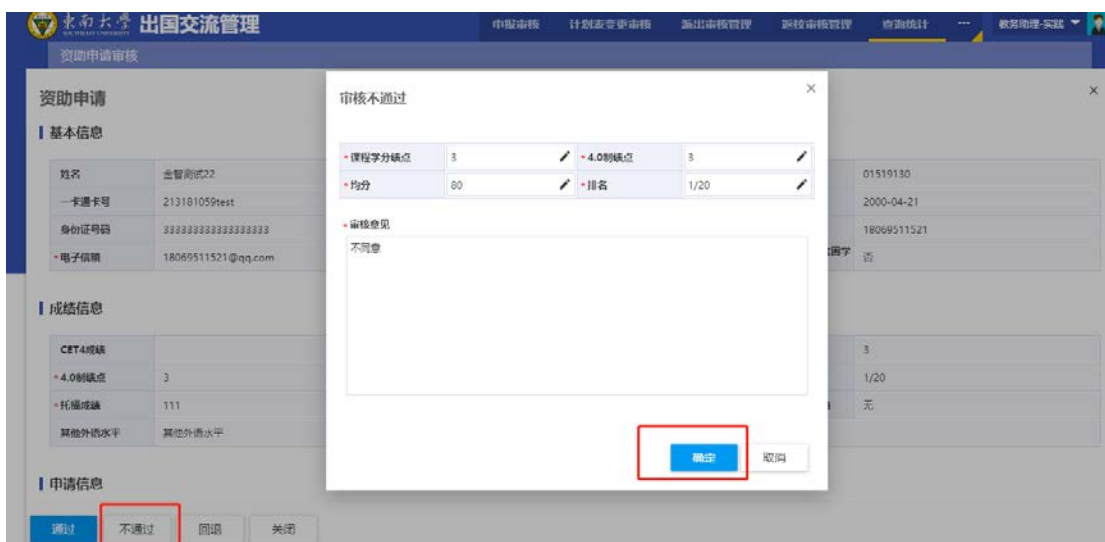 东南大学 出国交流管理 申报审核 计划表变更审核 派出审核管理 返校审核管理 查询统计 ... 教务助理-实践
资助申请审核
资助申请
基本信息
姓名 金智测试22
一卡通卡号 213181059test
身份证号码 333333333333333333
*电子信箱 18069511521@qq.com
01519130
2000-04-21
18069511521
困学 否
成绩信息
CET4成绩 3
*4.0制绩点 3 1/20
*托福成绩 111 无
其他外语水平 其他外语水平
申请信息
通过 不通过 回退 关闭
审核不通过
*课程学分绩点 3 *4.0制绩点 3
*均分 80 *排名 1/20
*审核意见
不同意
确定 取消